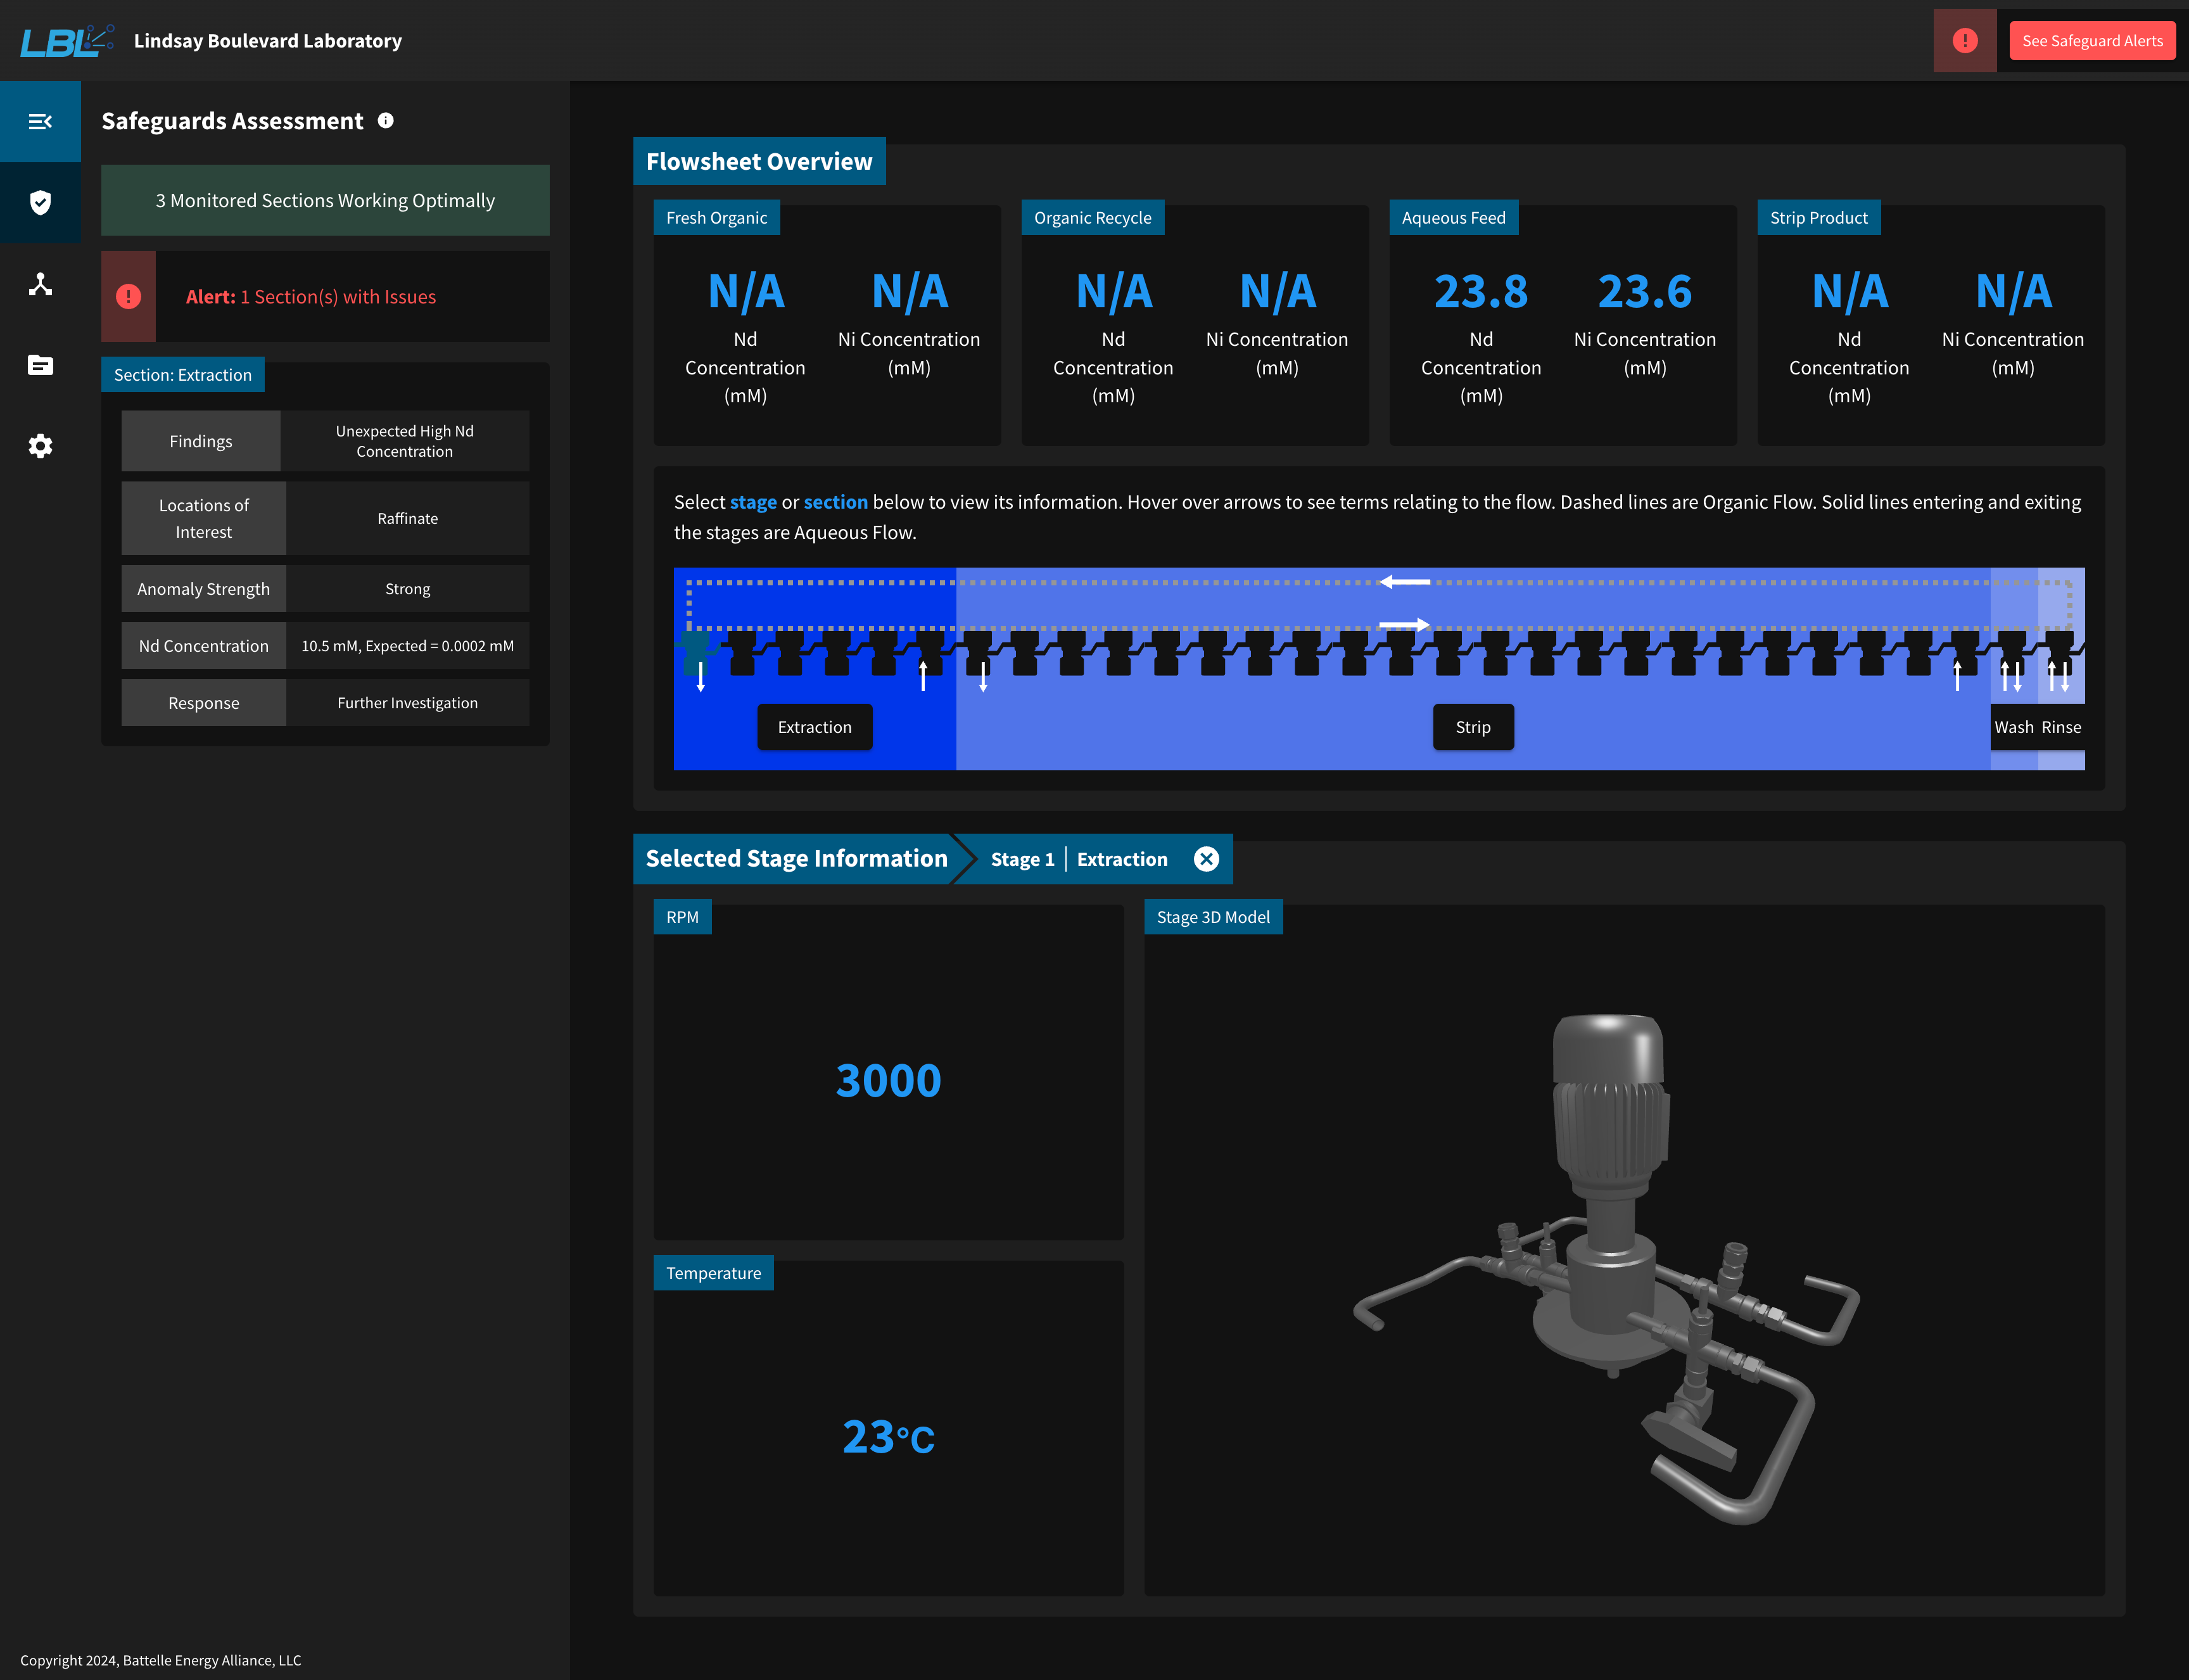 LBL
Lindsay Boulevard Laboratory
!
See Safeguard Alerts
Safeguards Assessment
3 Monitored Sections Working Optimally
! Alert: 1 Section(s) with Issues
Section: Extraction
Findings
Unexpected High Nd
Concentration
Locations of
Interest
Raffinate
Anomaly Strength
Strong
Nd Concentration
10.5 mM, Expected = 0.0002 mM
Response
Further Investigation
Flowsheet Overview
Fresh Organic
N/A
Nd
Concentration
(mM)
N/A
Ni Concentration
(mM)
Organic Recycle
N/A
Nd
Concentration
(mM)
N/A
Ni Concentration
(mM)
Aqueous Feed
23.8
Nd
Concentration
(mM)
23.6
Ni Concentration
(mM)
Strip Product
N/A
Nd
Concentration
(mM)
N/A
Ni Concentration
(mM)
Select stage or section below to view its information. Hover over arrows to see terms relating to the flow. Dashed lines are Organic Flow. Solid lines entering and exiting
the stages are Aqueous Flow.
Extraction
Strip
Wash
Rinse
Selected Stage Information
Stage 1 | Extraction
RPM
3000
Temperature
23°C
Stage 3D Model
Copyright 2024, Battelle Energy Alliance, LLC